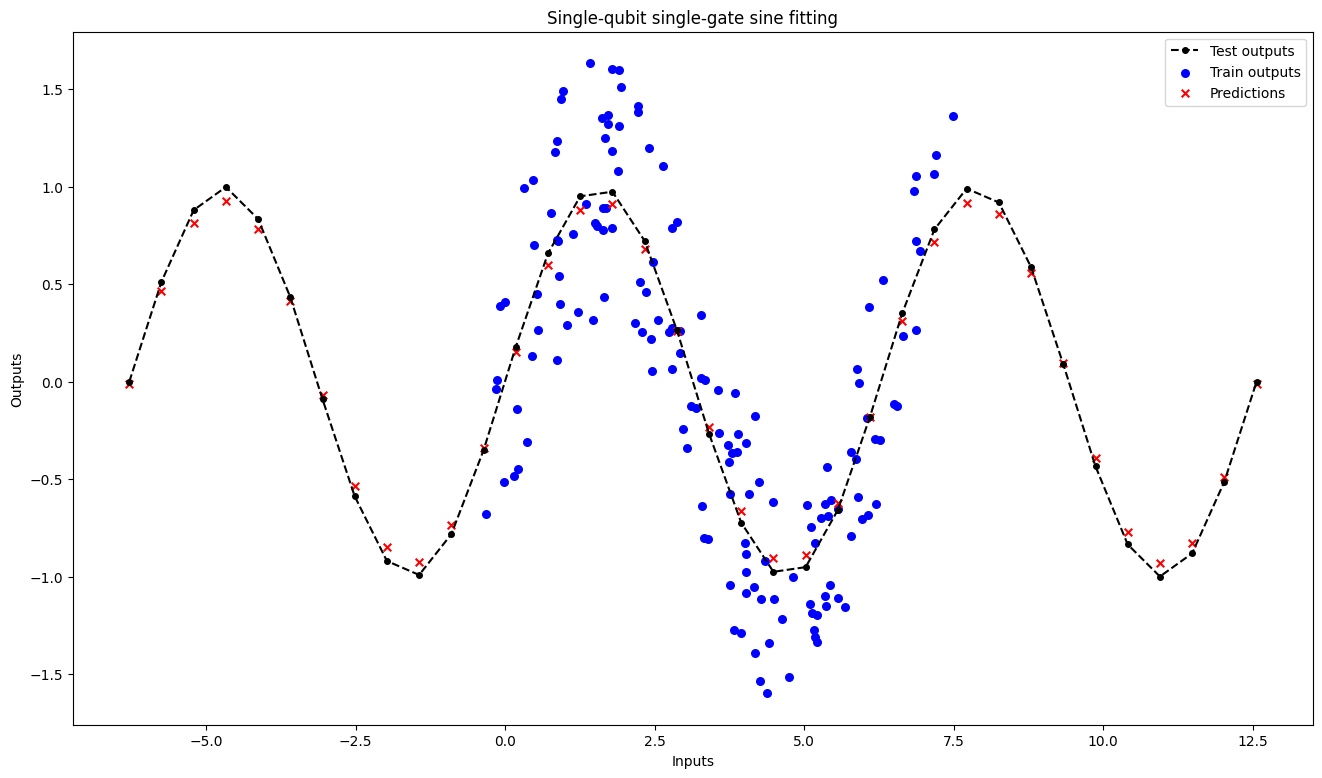 Single-qubit single-gate sine fitting
Test outputs
Train outputs
Predictions
1.5
1.0
0.5
0.0
−0.5
−1.0
−1.5
Outputs
−5.0
−2.5
0.0
2.5
5.0
7.5
10.0
12.5
Inputs